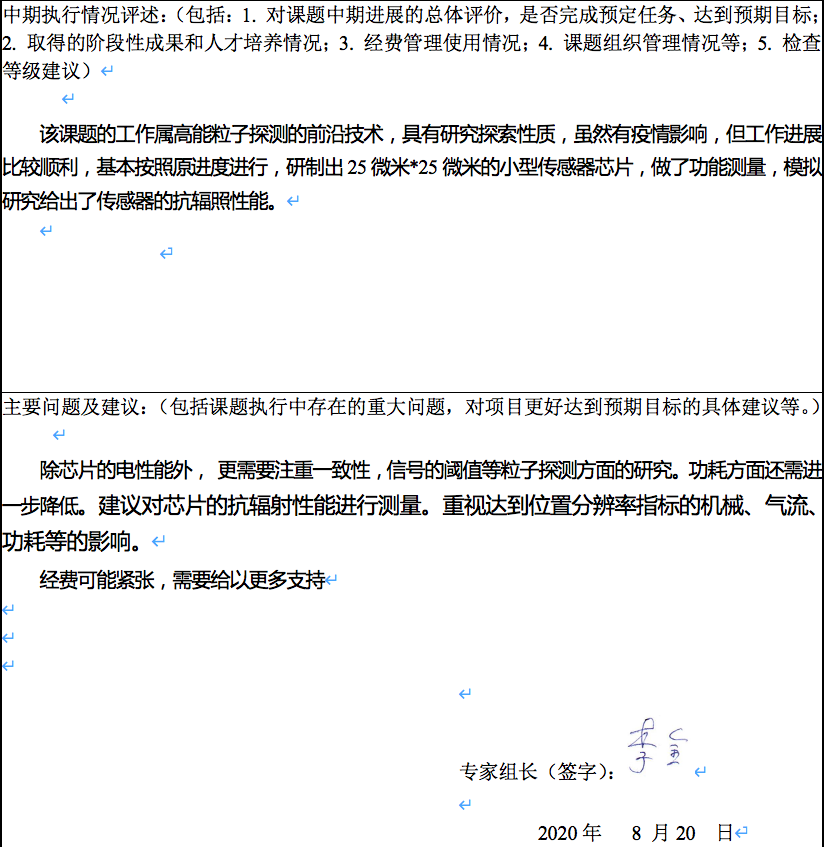 中期执行情况评述：（包括：1. 对课题中期进展的总体评价，是否完成预定任务、达到预期目标；
2. 取得的阶段性成果和人才培养情况；3. 经费管理使用情况；4. 课题组织管理情况等；5. 检查
等级建议）
该课题的工作属高能粒子探测的前沿技术，具有研究探索性质，虽然有疫情影响，但工作进展
比较顺利，基本按照原进度进行，研制出 25 微米*25 微米的小型传感器芯片，做了功能测量，模拟
研究给出了传感器的抗辐照性能。
主要问题及建议：（包括课题执行中存在的重大问题，对项目更好达到预期目标的具体建议等。）
除芯片的电性能外， 更需要注重一致性，信号的阈值等粒子探测方面的研究。功耗方面还需进
一步降低。建议对芯片的抗辐射性能进行测量。重视达到位置分辨率指标的机械、气流、
功耗等的影响。
经费可能紧张，需要给以更多支持
专家组长（签字）：李金
2020 年 8 月 20 日